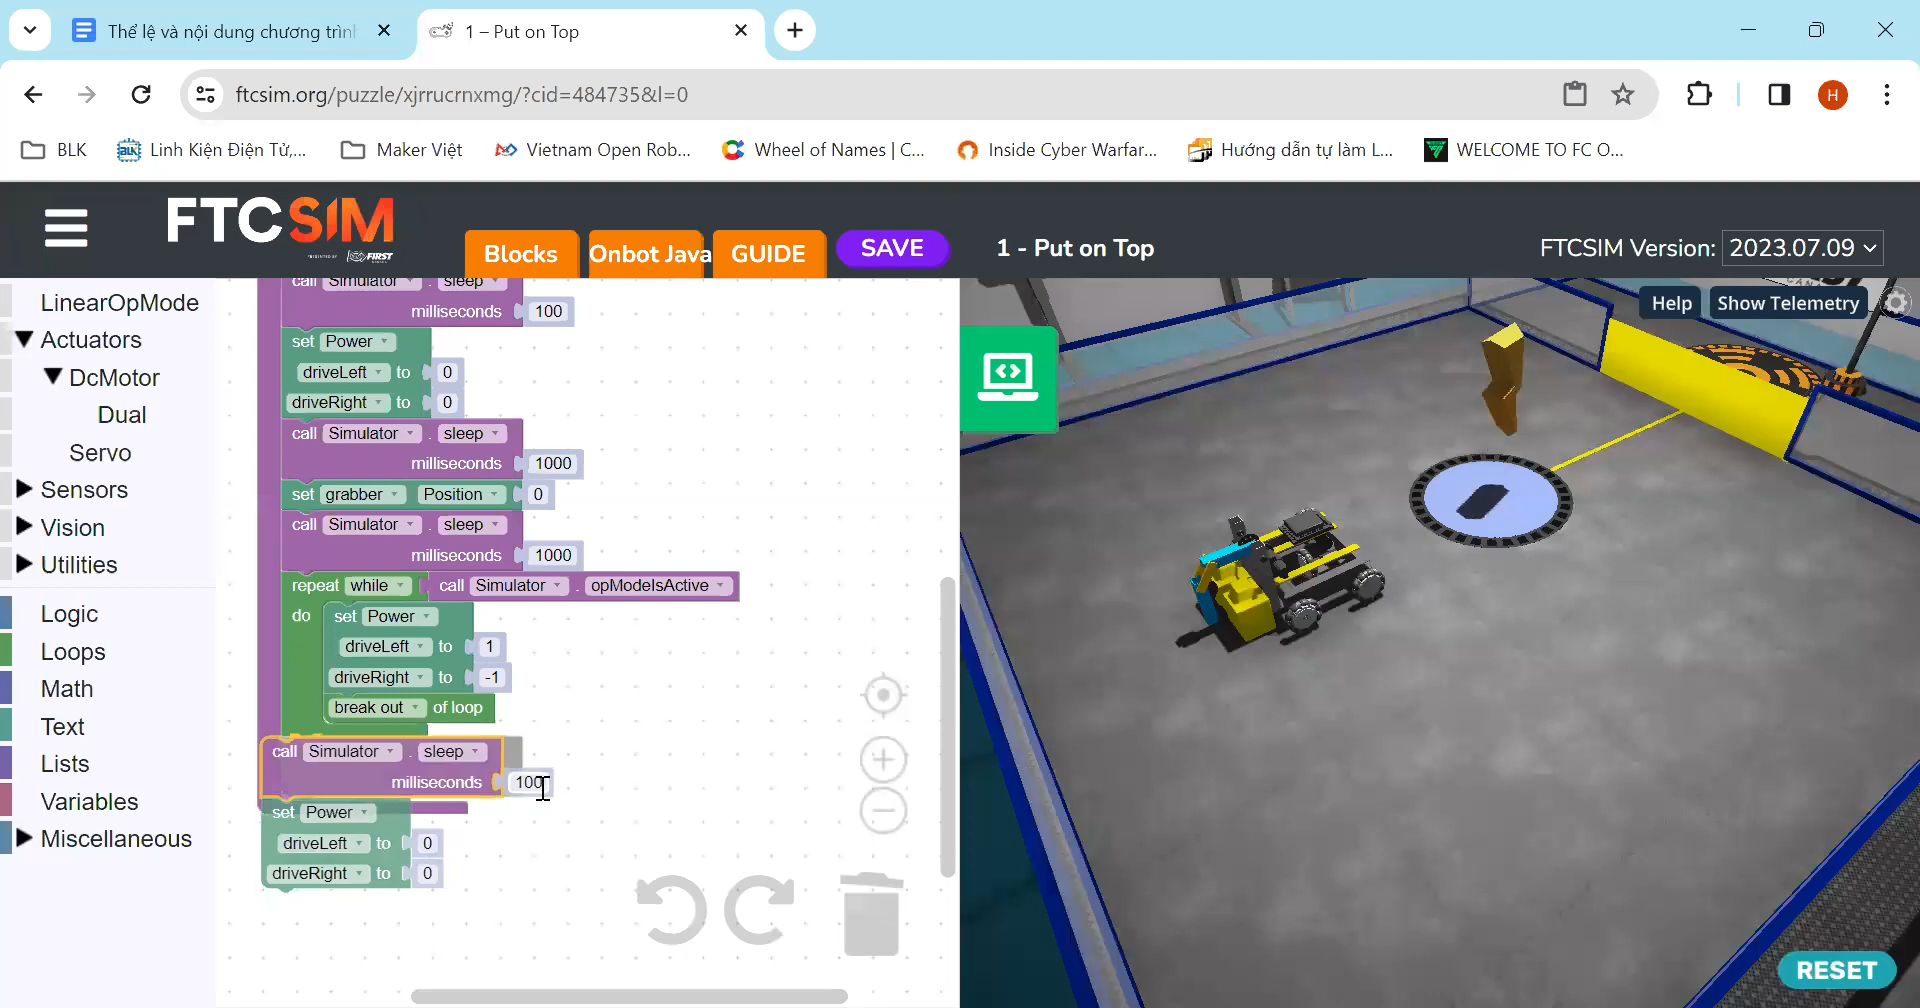 Thể lệ và nội dung chương trìn
1 – Put on Top
ftcsim.org/puzzle/xjrrucrnxmg/?cid=484735&l=0
H
BLK
Linh Kiện Điện Tử,...
Maker Việt
Vietnam Open Rob...
Wheel of Names | C...
Inside Cyber Warfar...
Hướng dẫn tự làm L...
WELCOME TO FC O...
FTCSIM
Blocks
Onbot Java
GUIDE
SAVE
1 - Put on Top
FTCSIM Version: 2023.07.09
LinearOpMode
Actuators
DcMotor
Dual
Servo
Sensors
Vision
Utilities
Logic
Loops
Math
Text
Lists
Variables
Miscellaneous
call Simulator . sleep
milliseconds 100
set Power
driveLeft to 0
driveRight to 0
call Simulator . sleep
milliseconds 1000
set grabber Position 0
call Simulator . sleep
milliseconds 1000
repeat while call Simulator . opModeIsActive
do set Power
driveLeft to 1
driveRight to -1
break out of loop
call Simulator . sleep
milliseconds 100
set Power
driveLeft to 0
driveRight to 0
Help
Show Telemetry
RESET